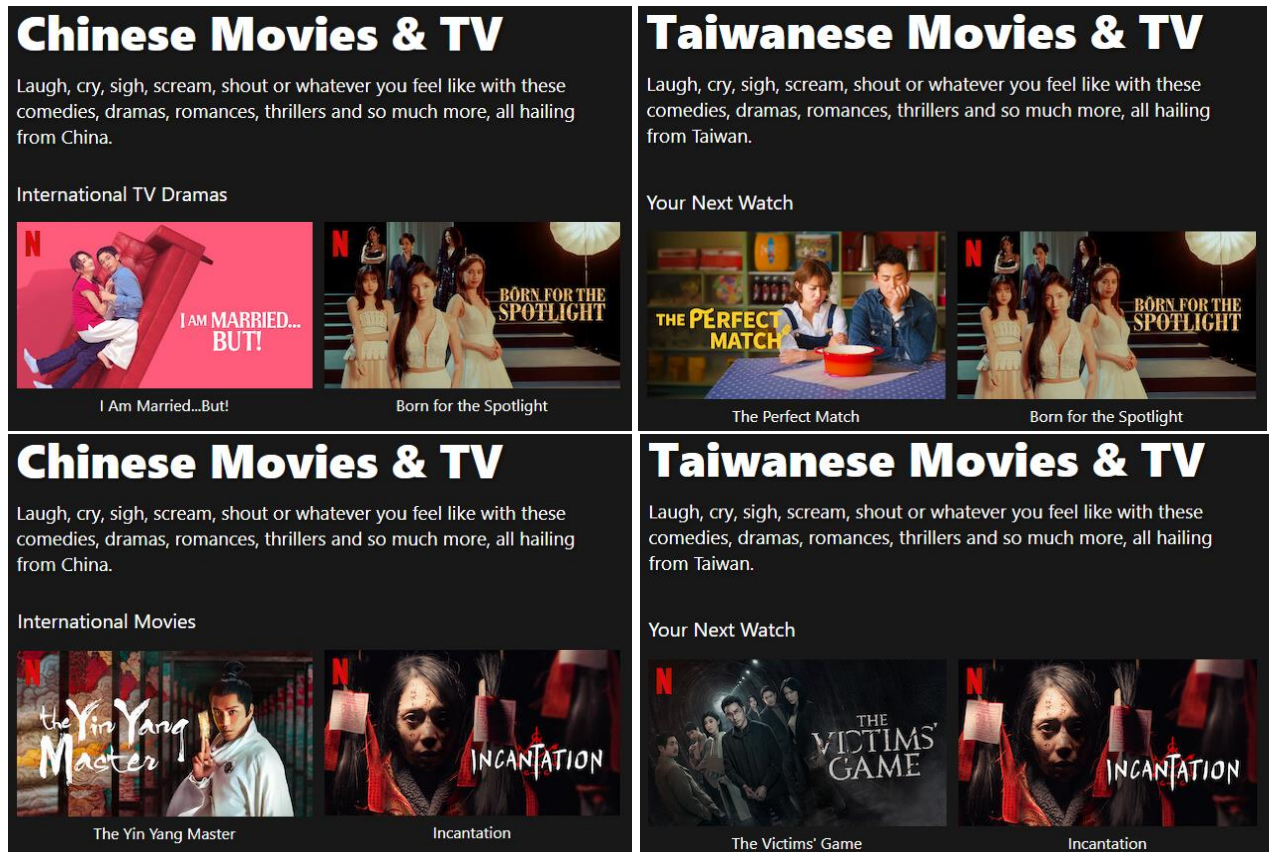 Chinese Movies & TV
Laugh, cry, sigh, scream, shout or whatever you feel like with these
comedies, dramas, romances, thrillers and so much more, all hailing
from China.
International TV Dramas
N
I AM MARRIED...
BUT!
N
BORN FOR THE
SPOTLIGHT
I Am Married...But!
Born for the Spotlight
Taiwanese Movies & TV
Laugh, cry, sigh, scream, shout or whatever you feel like with these
comedies, dramas, romances, thrillers and so much more, all hailing
from Taiwan.
Your Next Watch
THE PERFECT
MATCH
N
BORN FOR THE
SPOTLIGHT
The Perfect Match
Born for the Spotlight
Chinese Movies & TV
Laugh, cry, sigh, scream, shout or whatever you feel like with these
comedies, dramas, romances, thrillers and so much more, all hailing
from China.
International Movies
N
the Yin Yang
Master
N
INCANTATION
The Yin Yang Master
Incantation
Taiwanese Movies & TV
Laugh, cry, sigh, scream, shout or whatever you feel like with these
comedies, dramas, romances, thrillers and so much more, all hailing
from Taiwan.
Your Next Watch
N
THE
VICTIMS'
GAME
N
INCANTATION
The Victims' Game
Incantation